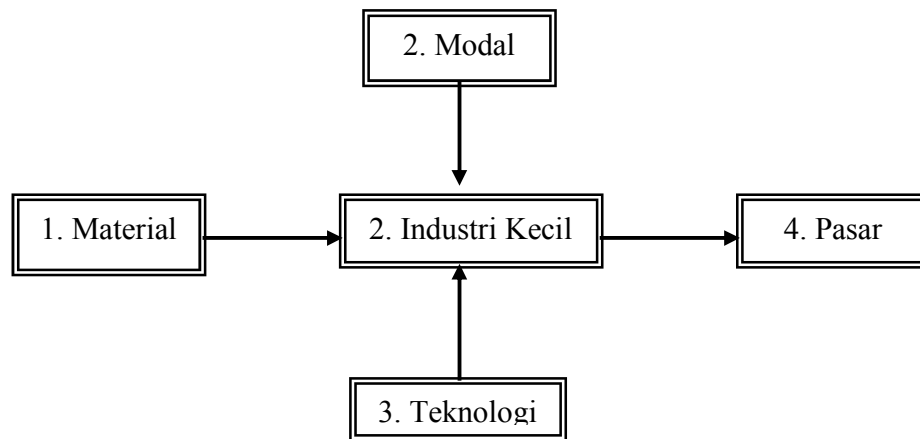 2. Modal
1. Material
2. Industri Kecil
4. Pasar
3. Teknologi